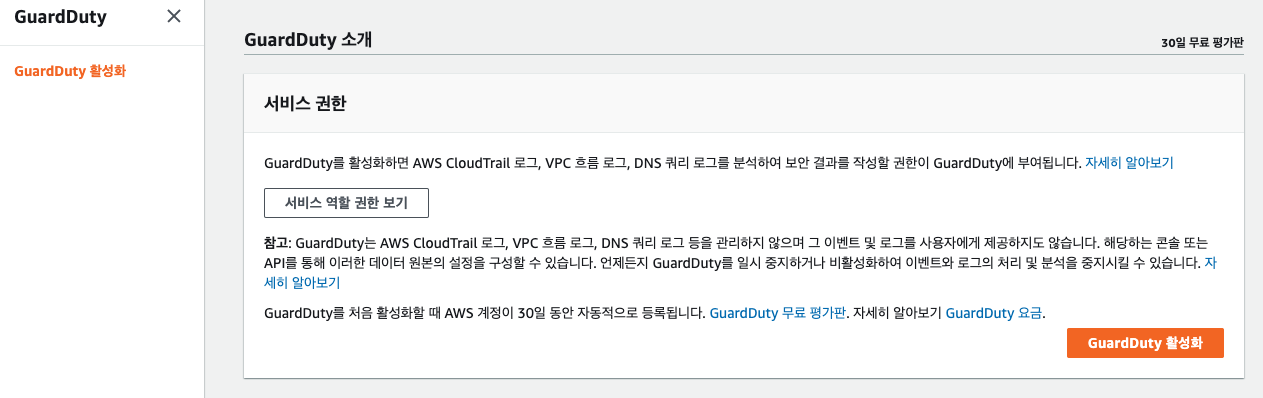 GuardDuty
GuardDuty 활성화
GuardDuty 소개
30일 무료 평가판
서비스 권한
GuardDuty를 활성화하면 AWS CloudTrail 로그, VPC 흐름 로그, DNS 쿼리 로그를 분석하여 보안 결과를 작성할 권한이 GuardDuty에 부여됩니다. 자세히 알아보기
서비스 역할 권한 보기
참고: GuardDuty는 AWS CloudTrail 로그, VPC 흐름 로그, DNS 쿼리 로그 등을 관리하지 않으며 그 이벤트 및 로그를 사용자에게 제공하지도 않습니다. 해당하는 콘솔 또는
API를 통해 이러한 데이터 원본의 설정을 구성할 수 있습니다. 언제든지 GuardDuty를 일시 중지하거나 비활성화하여 이벤트와 로그의 처리 및 분석을 중지시킬 수 있습니다. 자
세히 알아보기
GuardDuty를 처음 활성화할 때 AWS 계정이 30일 동안 자동적으로 등록됩니다. GuardDuty 무료 평가판. 자세히 알아보기 GuardDuty 요금.
GuardDuty 활성화